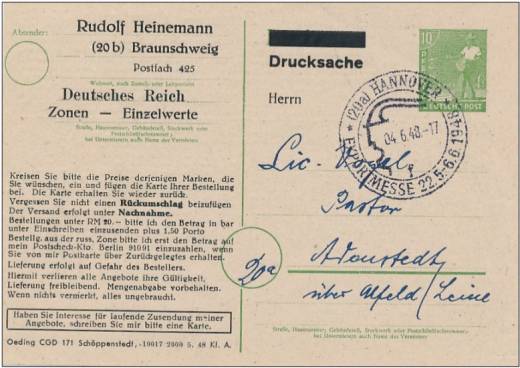 Absender:
Rudolf Heinemann
(20 b) Braunschweig
Postfach 425
Wohnort, auch Zustell- oder Leitpostamt
Deutsches Reich
Zonen — Einzelwerte
Straße, Hausnummer, Gebäudeteil, Stockwerk oder
Postschließfachnummer;
bei Untermietern auch Name des Vermieters
Kreisen Sie bitte die Preise derjenigen Marken, die
Sie wünschen, ein und fügen die Karte Ihrer Bestellung
bei. Die Karte erhalten Sie wieder zurück.
Vergessen Sie nicht einen Rückumschlag beizufügen
Der Versand erfolgt unter Nachnahme.
Bestellungen unter RM 20.— bitte ich den Betrag in bar
unter Einschreiben einzusenden plus 1,50 Porto
Bestellg. aus der russ. Zone bitte ich erst den Betrag auf
mein Postscheck-Kto. Berlin 91691 einzuzahlen, wenn
Sie von mir Postkarte über Zurückgelegtes erhalten.
Lieferung erfolgt auf Gefahr des Bestellers.
Hiermit verlieren alle Angebote ihre Gültigkeit.
Lieferung freibleibend. Mengenabgabe vorbehalten.
Wenn nichts vermerkt, alles ungebraucht.
Haben Sie Interesse für laufende Zusendung meiner
Angebote, schreiben Sie mir bitte eine Karte.
Oeding CGD 171 Schöppenstedt, -10017 2000 5. 48 Kl. A.
Drucksache
10
DEUTSCHE POST
(20a) HANNOVER
04.6.48.-17
EXPORT MESSE 22.5-6.6.1948
Herrn
Lic. Vogel
Pastor
20a
Adenstedt
über Alfeld / Leine
Straße, Hausnummer, Gebäudeteil, Stockwerk oder Postschließfachnummer;
bei Untermietern auch Name des Vermieters